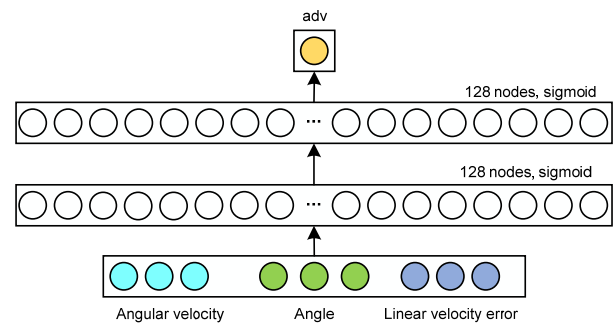 adv
128 nodes, sigmoid
...
128 nodes, sigmoid
...
Angular velocity
Angle
Linear velocity error